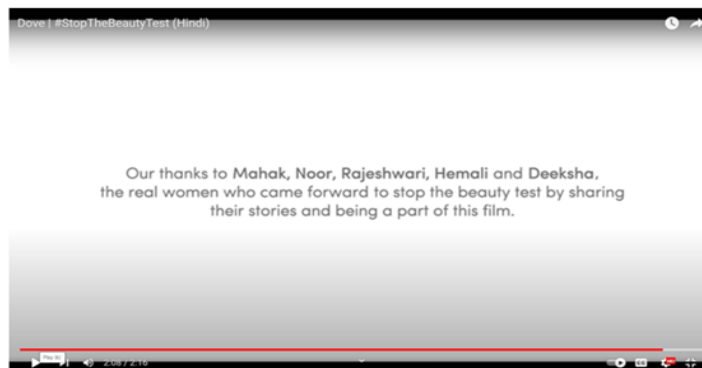 Dove | #StopTheBeautyTest (Hindi)
Our thanks to Mahak, Noor, Rajeshwari, Hemali and Deeksha,
the real women who came forward to stop the beauty test by sharing
their stories and being a part of this film.
2:08 / 2:16